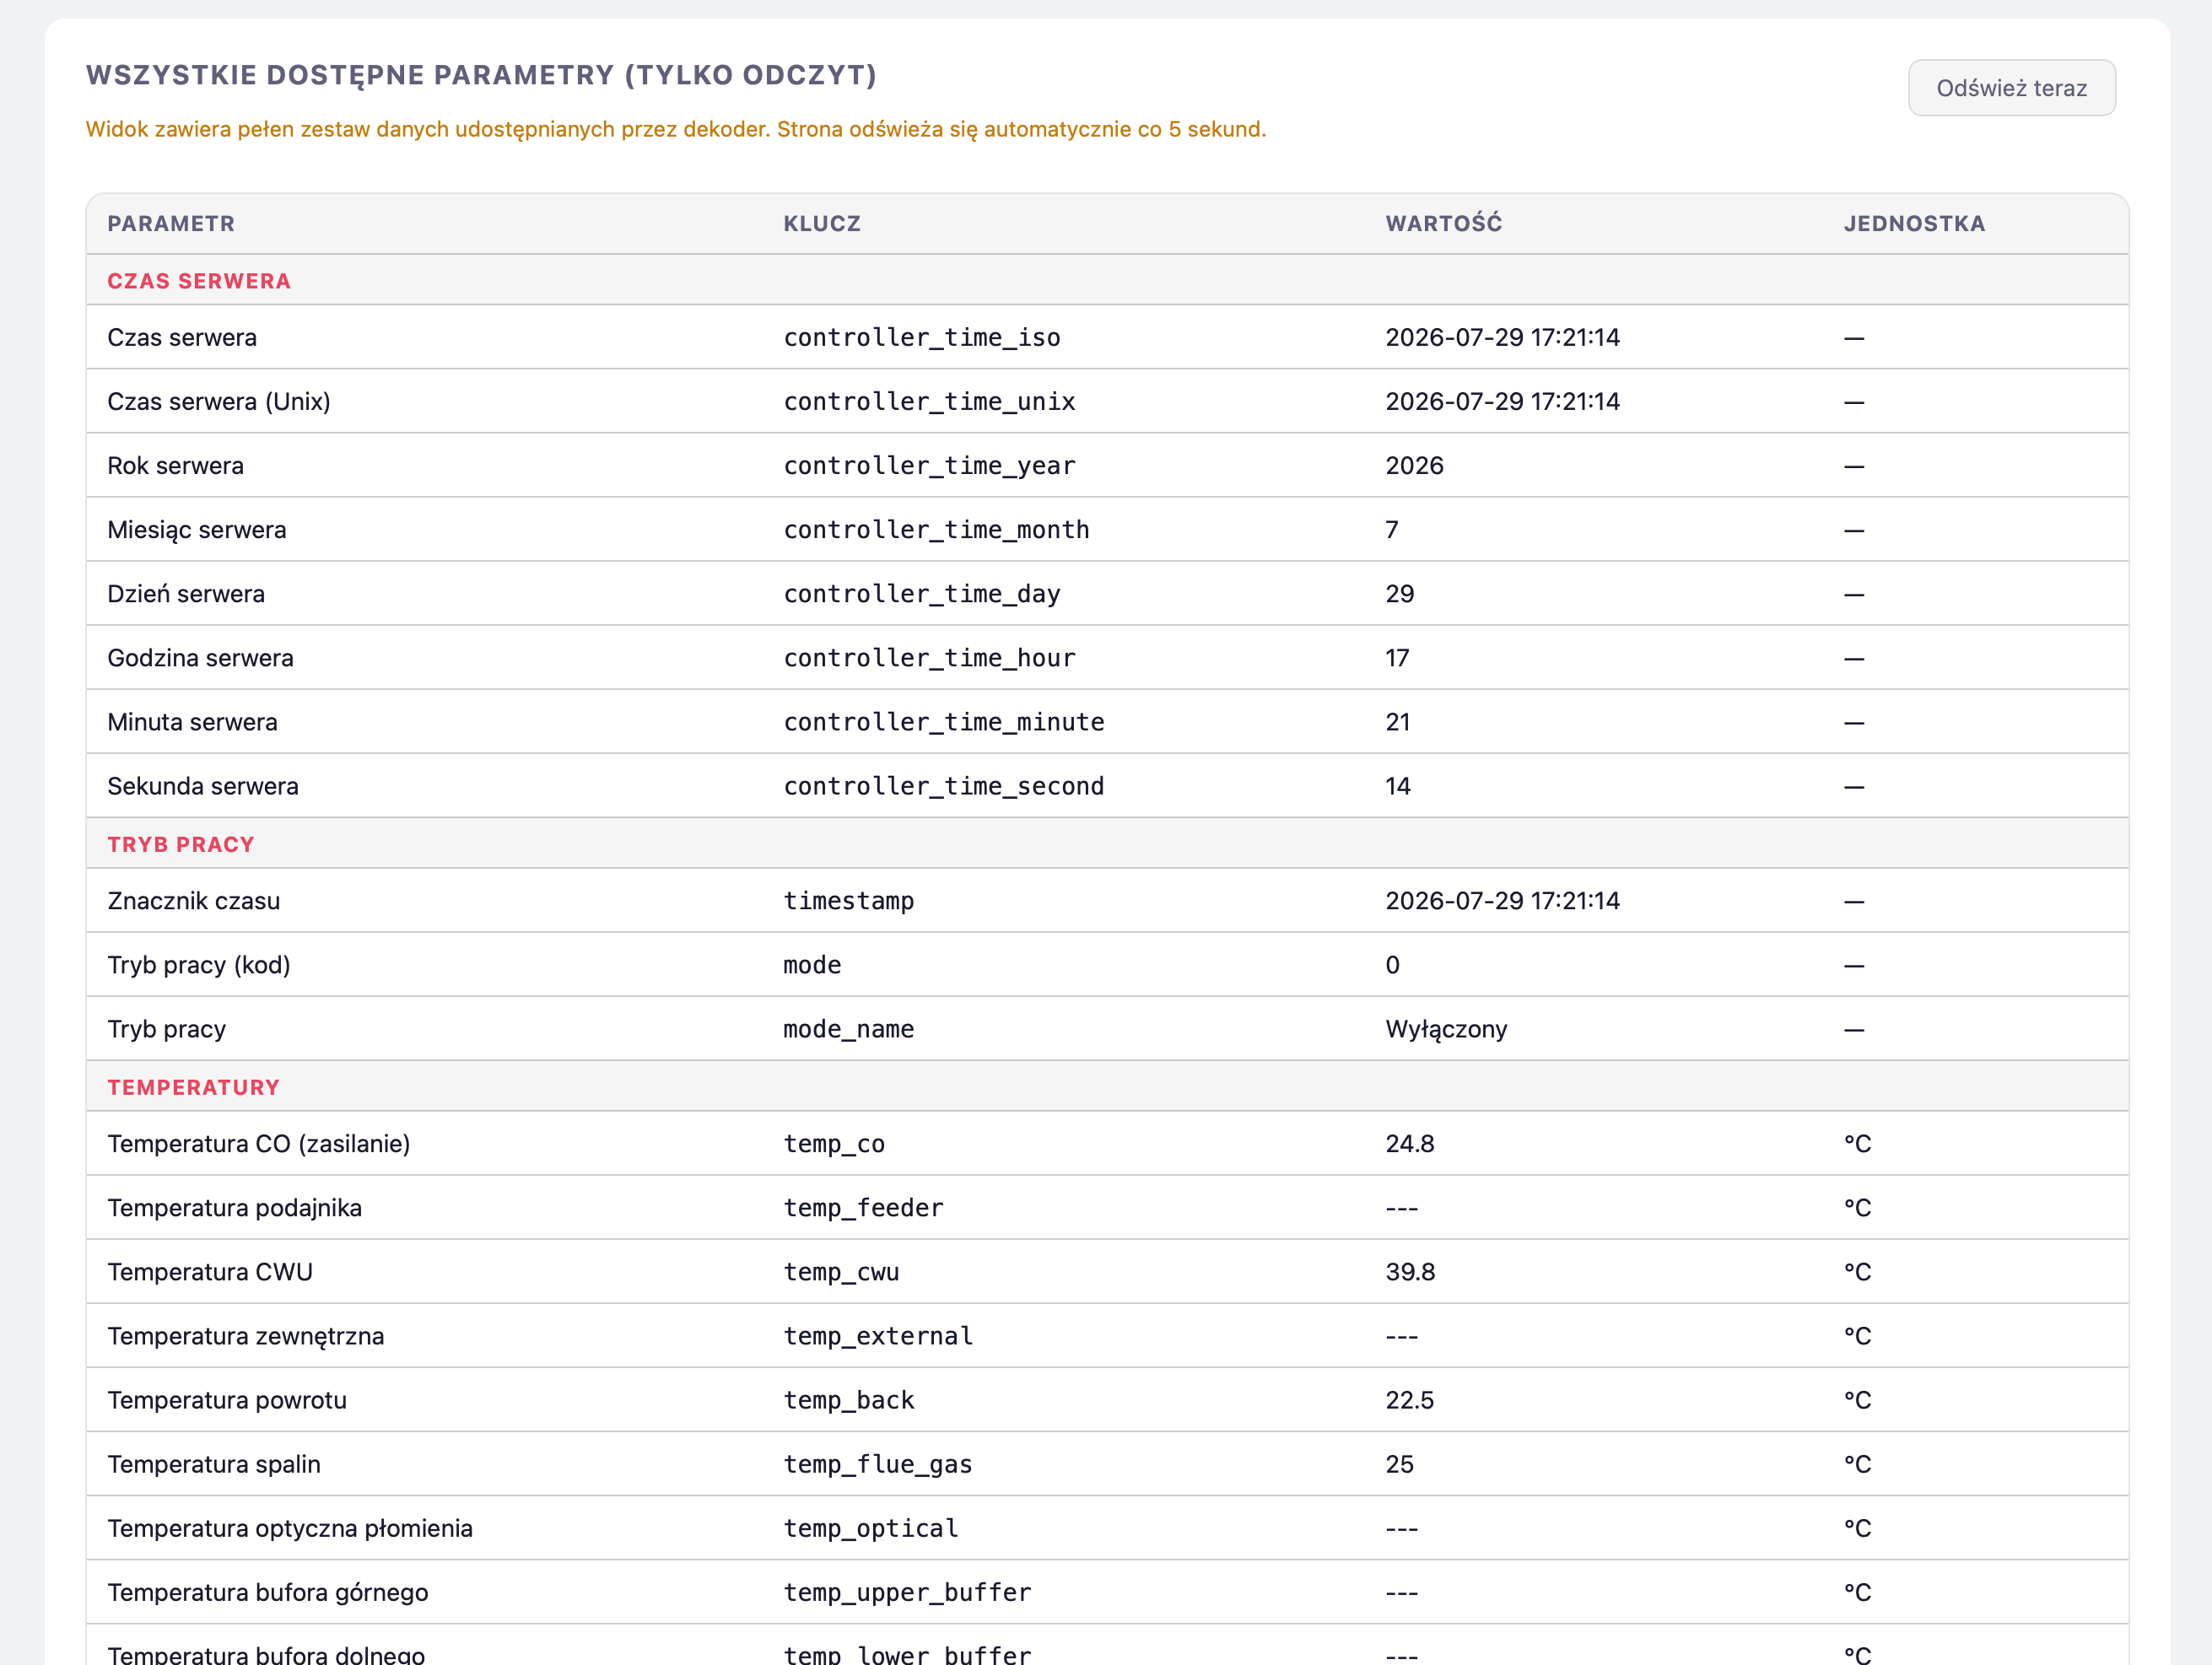 WSZYSTKIE DOSTĘPNE PARAMETRY (TYLKO ODCZYT)
Odśwież teraz
Widok zawiera pełen zestaw danych udostępnianych przez dekoder. Strona odświeża się automatycznie co 5 sekund.
PARAMETR KLUCZ WARTOŚĆ JEDNOSTKA
CZAS SERWERA
Czas serwera controller_time_iso 2026-07-29 17:21:14 —
Czas serwera (Unix) controller_time_unix 2026-07-29 17:21:14 —
Rok serwera controller_time_year 2026 —
Miesiąc serwera controller_time_month 7 —
Dzień serwera controller_time_day 29 —
Godzina serwera controller_time_hour 17 —
Minuta serwera controller_time_minute 21 —
Sekunda serwera controller_time_second 14 —
TRYB PRACY
Znacznik czasu timestamp 2026-07-29 17:21:14 —
Tryb pracy (kod) mode 0 —
Tryb pracy mode_name Wyłączony —
TEMPERATURY
Temperatura CO (zasilanie) temp_co 24.8 °C
Temperatura podajnika temp_feeder --- °C
Temperatura CWU temp_cwu 39.8 °C
Temperatura zewnętrzna temp_external --- °C
Temperatura powrotu temp_back 22.5 °C
Temperatura spalin temp_flue_gas 25 °C
Temperatura optyczna płomienia temp_optical --- °C
Temperatura bufora górnego temp_upper_buffer --- °C
Temperatura bufora dolnego temp_lower_buffer --- °C